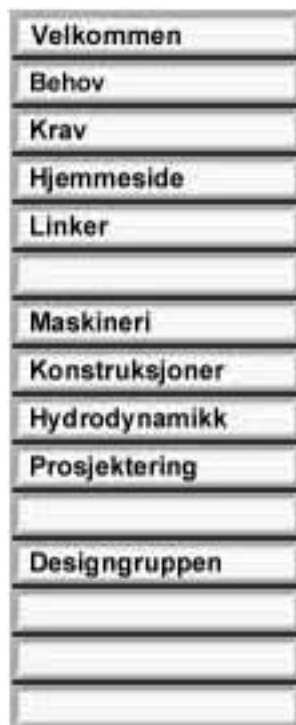 Velkommen
Behov
Krav
Hjemmeside
Linker
Maskineri
Konstruksjoner
Hydrodynamikk
Prosjektering
Designgruppen